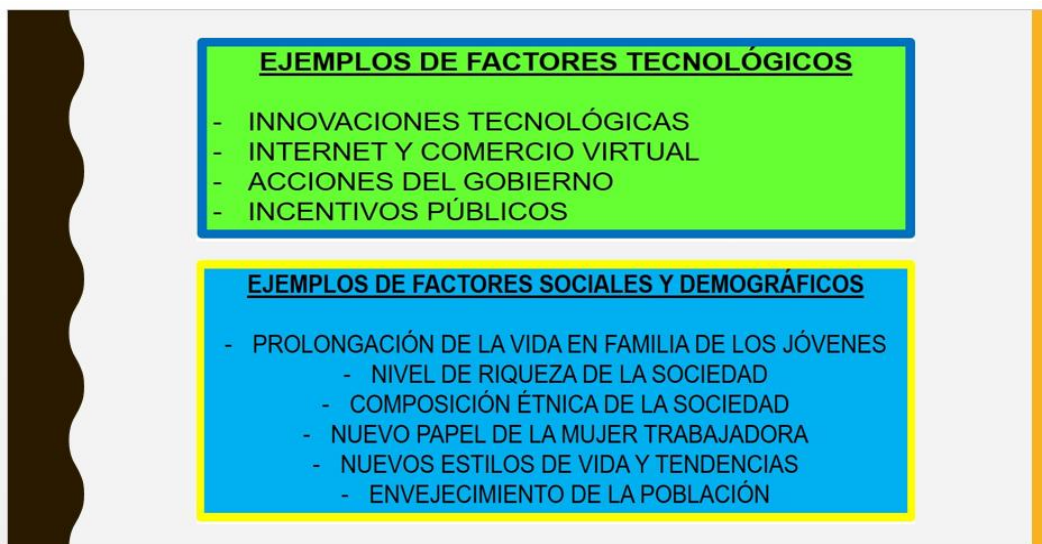 EJEMPLOS DE FACTORES TECNOLÓGICOS
- INNOVACIONES TECNOLÓGICAS
- INTERNET Y COMERCIO VIRTUAL
- ACCIONES DEL GOBIERNO
- INCENTIVOS PÚBLICOS
EJEMPLOS DE FACTORES SOCIALES Y DEMOGRÁFICOS
- PROLONGACIÓN DE LA VIDA EN FAMILIA DE LOS JÓVENES
- NIVEL DE RIQUEZA DE LA SOCIEDAD
- COMPOSICIÓN ÉTNICA DE LA SOCIEDAD
- NUEVO PAPEL DE LA MUJER TRABAJADORA
- NUEVOS ESTILOS DE VIDA Y TENDENCIAS
- ENVEJECIMIENTO DE LA POBLACIÓN